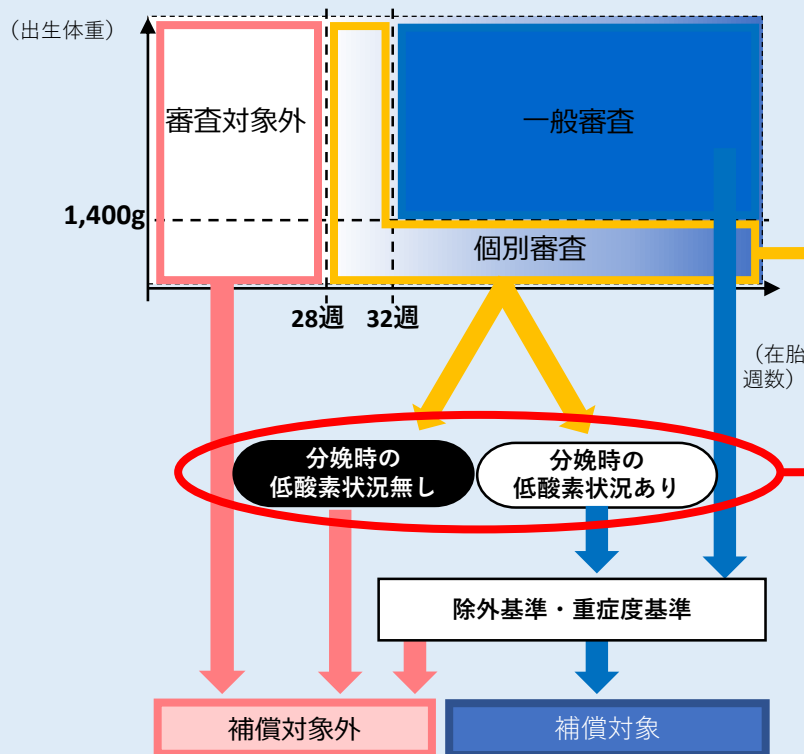 （出生体重）
審査対象外
一般審査
1,400g
個別審査
28週
32週
（在胎
週数）
分娩時の
低酸素状況無し
分娩時の
低酸素状況あり
除外基準・重症度基準
補償対象外
補償対象